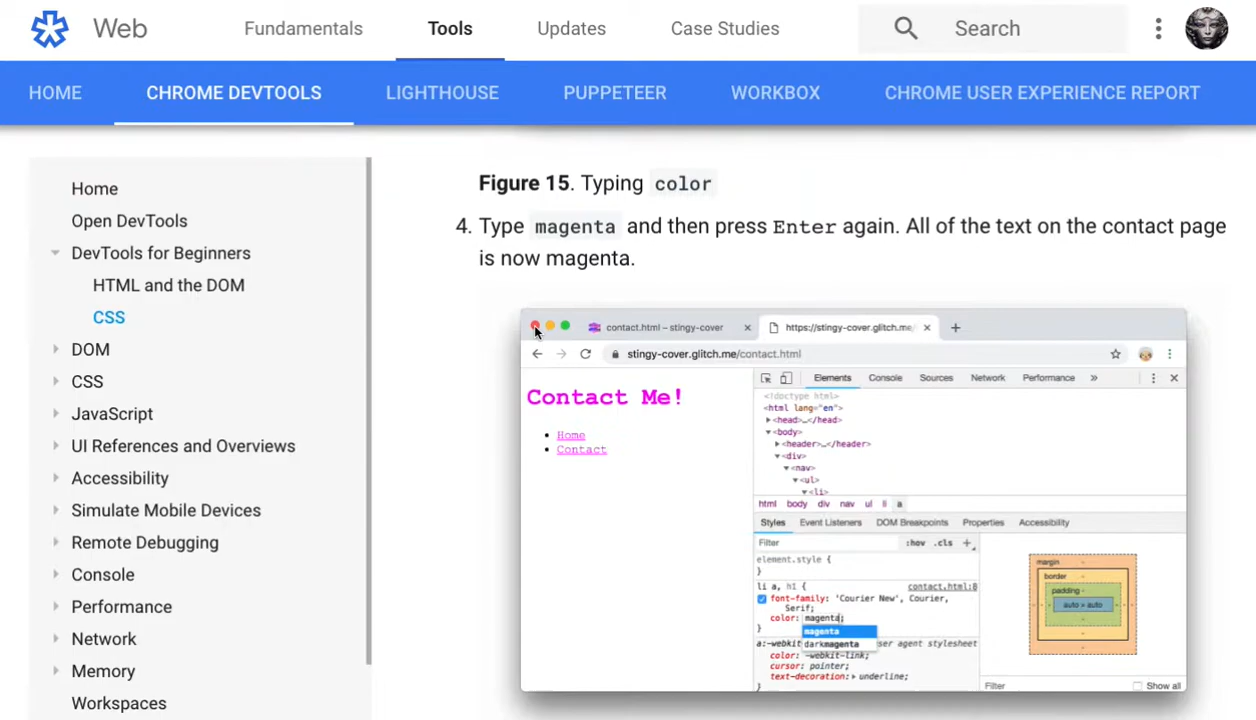 Web Fundamentals Tools Updates Case Studies Search
HOME CHROME DEVTOOLS LIGHTHOUSE PUPPETEER WORKBOX CHROME USER EXPERIENCE REPORT
Home
Open DevTools
DevTools for Beginners
HTML and the DOM
CSS
DOM
CSS
JavaScript
UI References and Overviews
Accessibility
Simulate Mobile Devices
Remote Debugging
Console
Performance
Network
Memory
Workspaces
Figure 15. Typing color
4. Type magenta and then press Enter again. All of the text on the contact page
is now magenta.
contact.html – stingy-cover https://stingy-cover.glitch.me/
stingy-cover.glitch.me/contact.html
Contact Me!
Home
Contact
Elements Console Sources Network Performance »
<!doctype html>
<html lang="en">
<head>…</head>
<body>
<header>…</header>
<div>
<nav>
<ul>
<li>
html body div nav ul li a
Styles Event Listeners DOM Breakpoints Properties Accessibility
Filter :hov .cls +
element.style {
}
li a, h1 { contact.html:8
font-family: 'Courier New', Courier,
Serif;
color: magenta;
}
magenta
darkmagenta
a:-webkit ser agent stylesheet
color: -webkit-link;
cursor: pointer;
text-decoration: underline;
}
margin -
border -
padding -
auto × auto
-
-
-
Filter Show all